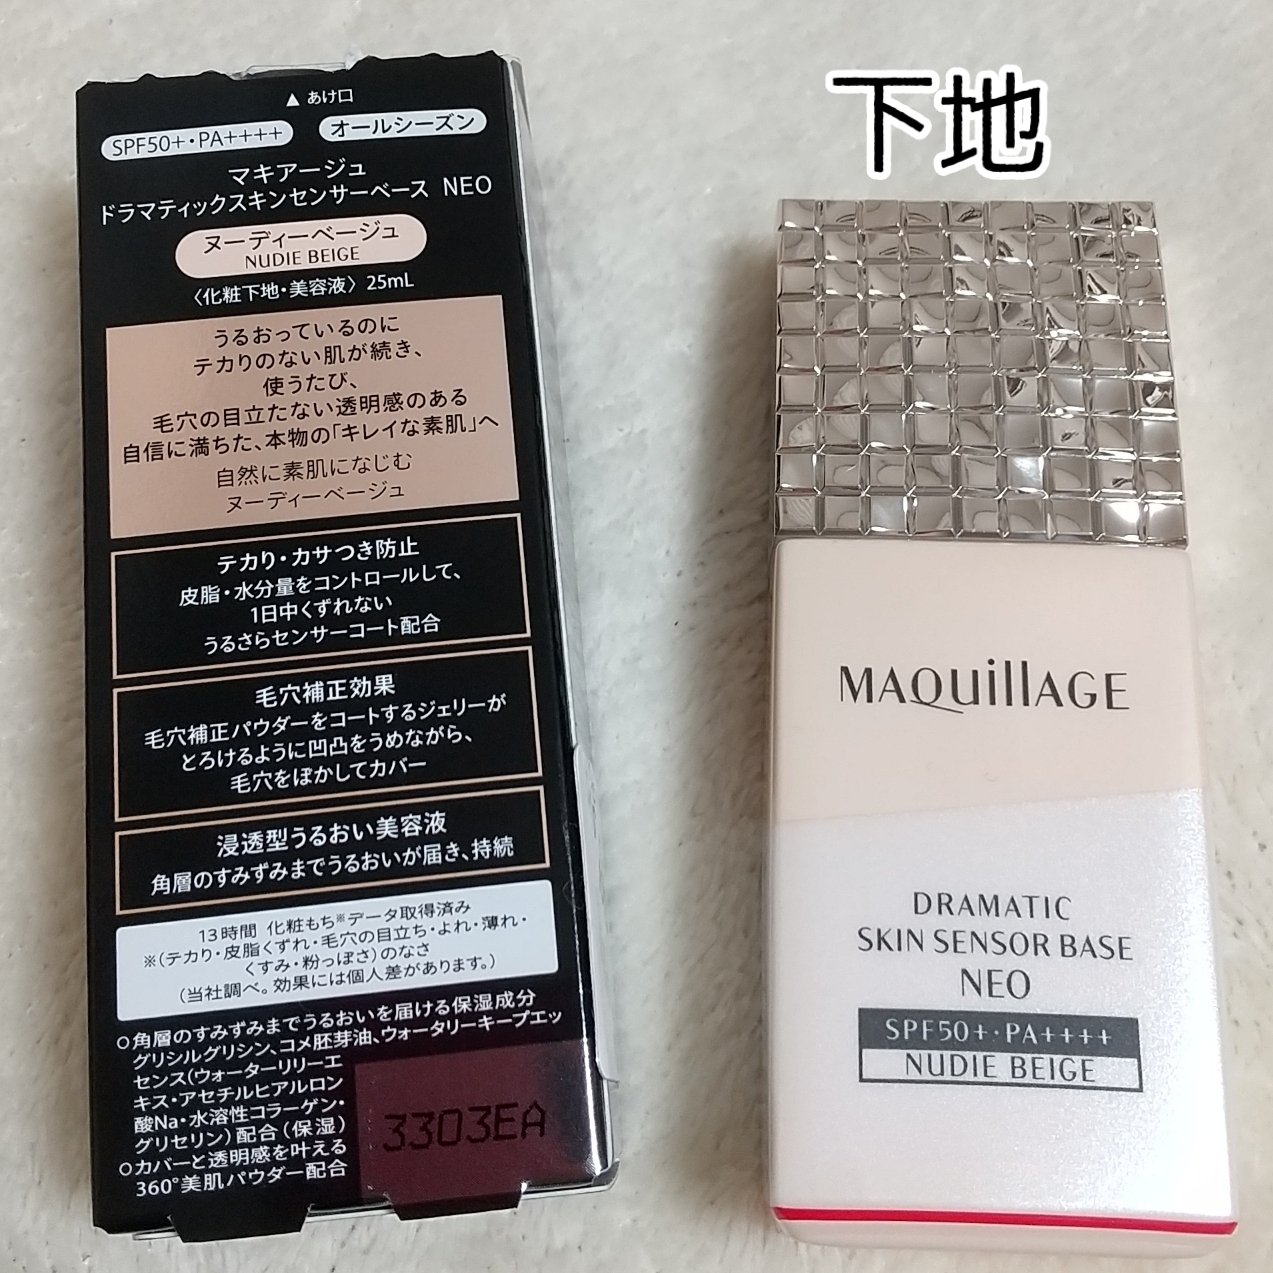 ▲ あけ口
SPF50+・PA++++ オールシーズン
マキアージュ
ドラマティックスキンセンサーベース NEO
ヌーディーベージュ
NUDIE BEIGE
〈化粧下地・美容液〉 25mL
うるおっているのに
テカりのない肌が続き、
使うたび、
毛穴の目立たない透明感のある
自信に満ちた、本物の「キレイな素肌」へ
自然に素肌になじむ
ヌーディーベージュ
テカり・カサつき防止
皮脂・水分量をコントロールして、
1日中くずれない
うるさらセンサーコート配合
毛穴補正効果
毛穴補正パウダーをコートするジェリーが
とろけるように凹凸をうめながら、
毛穴をぼかしてカバー
浸透型うるおい美容液
角層のすみずみまでうるおいが届き、持続
13時間 化粧もち※データ取得済み
※(テカり・皮脂くずれ・毛穴の目立ち・よれ・薄れ・
くすみ・粉っぽさ)のなさ
(当社調べ。効果には個人差があります。)
○角層のすみずみまでうるおいを届ける保湿成分
グリシルグリシン、コメ胚芽油、ウォータリーキープエッ
センス(ウォーターリリーエ
キス・アセチルヒアルロン
酸Na・水溶性コラーゲン・
グリセリン)配合(保湿)
○カバーと透明感を叶える
360°美肌パウダー配合
3303EA
下地
MAQuillAGE
DRAMATIC
SKIN SENSOR BASE
NEO
SPF50+・PA++++
NUDIE BEIGE